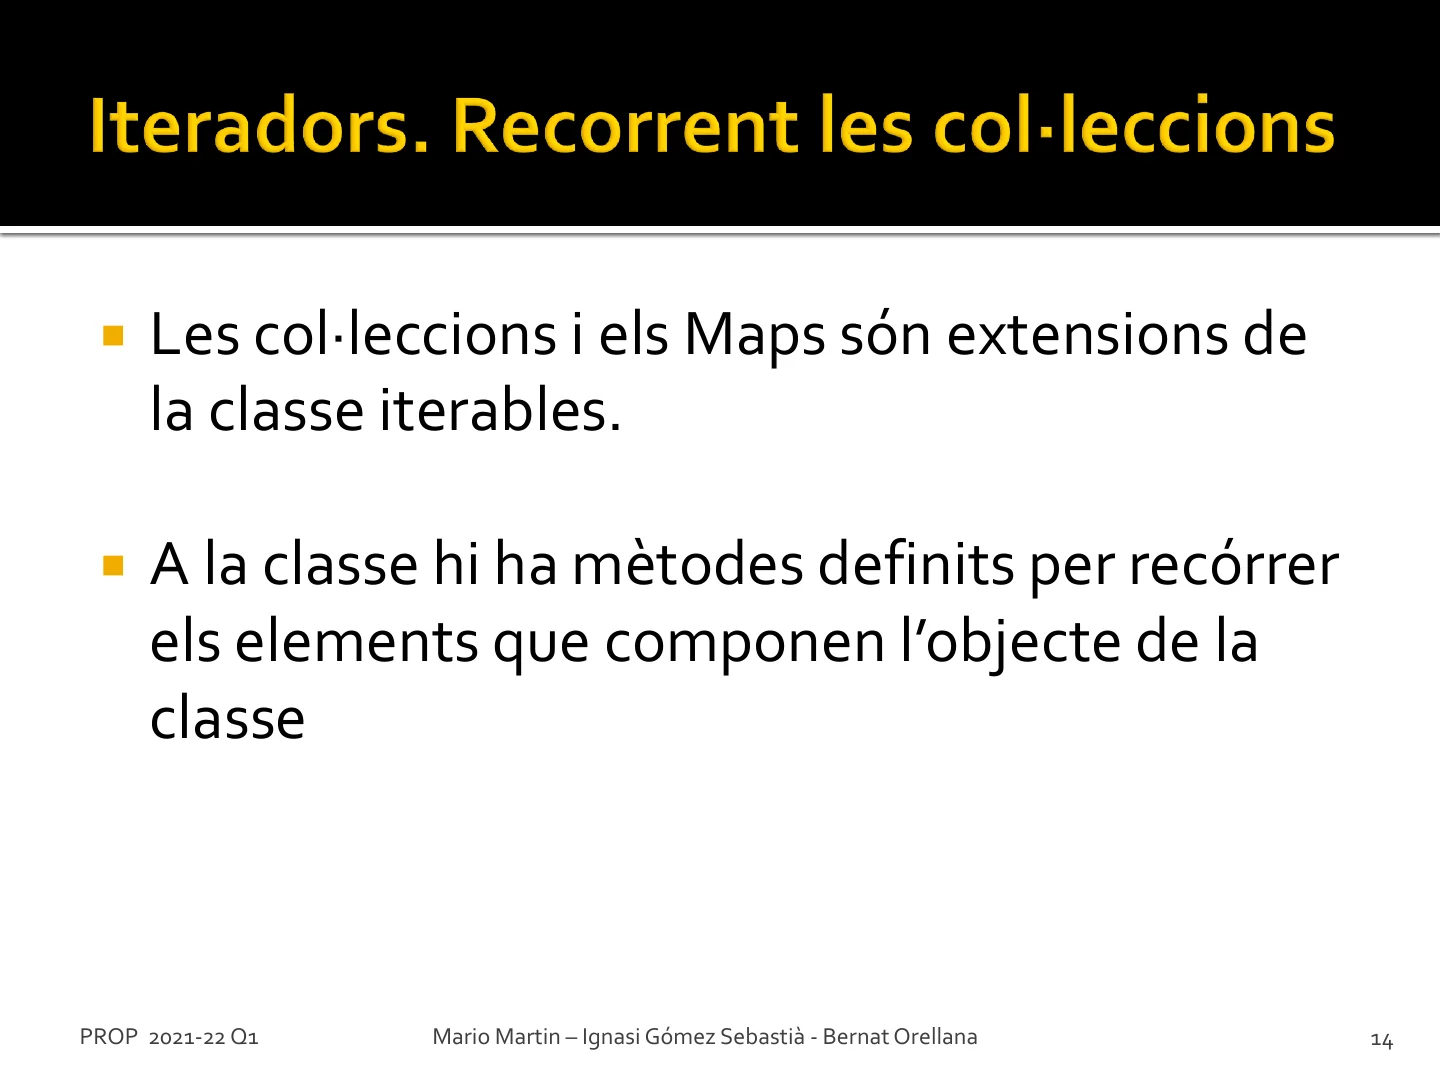 Iteradors. Recorrent les col·leccions
Les col·leccions i els Maps són extensions de
la classe iterables.
A la classe hi ha mètodes definits per recórrer
els elements que componen l’objecte de la
classe
PROP 2021-22 Q1
Mario Martin – Ignasi Gómez Sebastià - Bernat Orellana
14